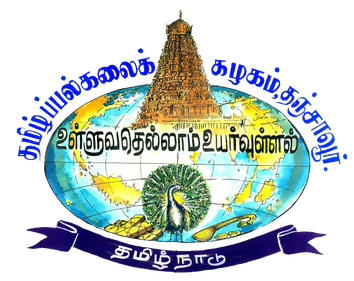 தமிழ்ப்பல்கலைக் கழகம்,தஞ்சாவூர்.
உள்ளுவதெல்லாம் உயர்வுள்ளல்
தமிழ் நாடு